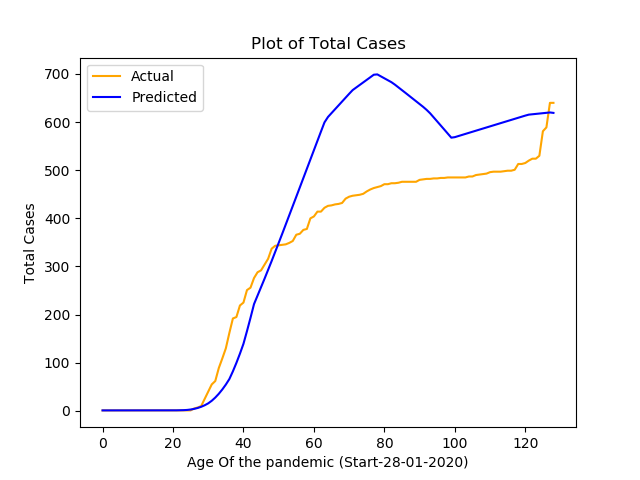 Plot of Total Cases
Actual
Predicted
700
600
500
400
300
200
100
0
Total Cases
0 20 40 60 80 100 120
Age Of the pandemic (Start-28-01-2020)